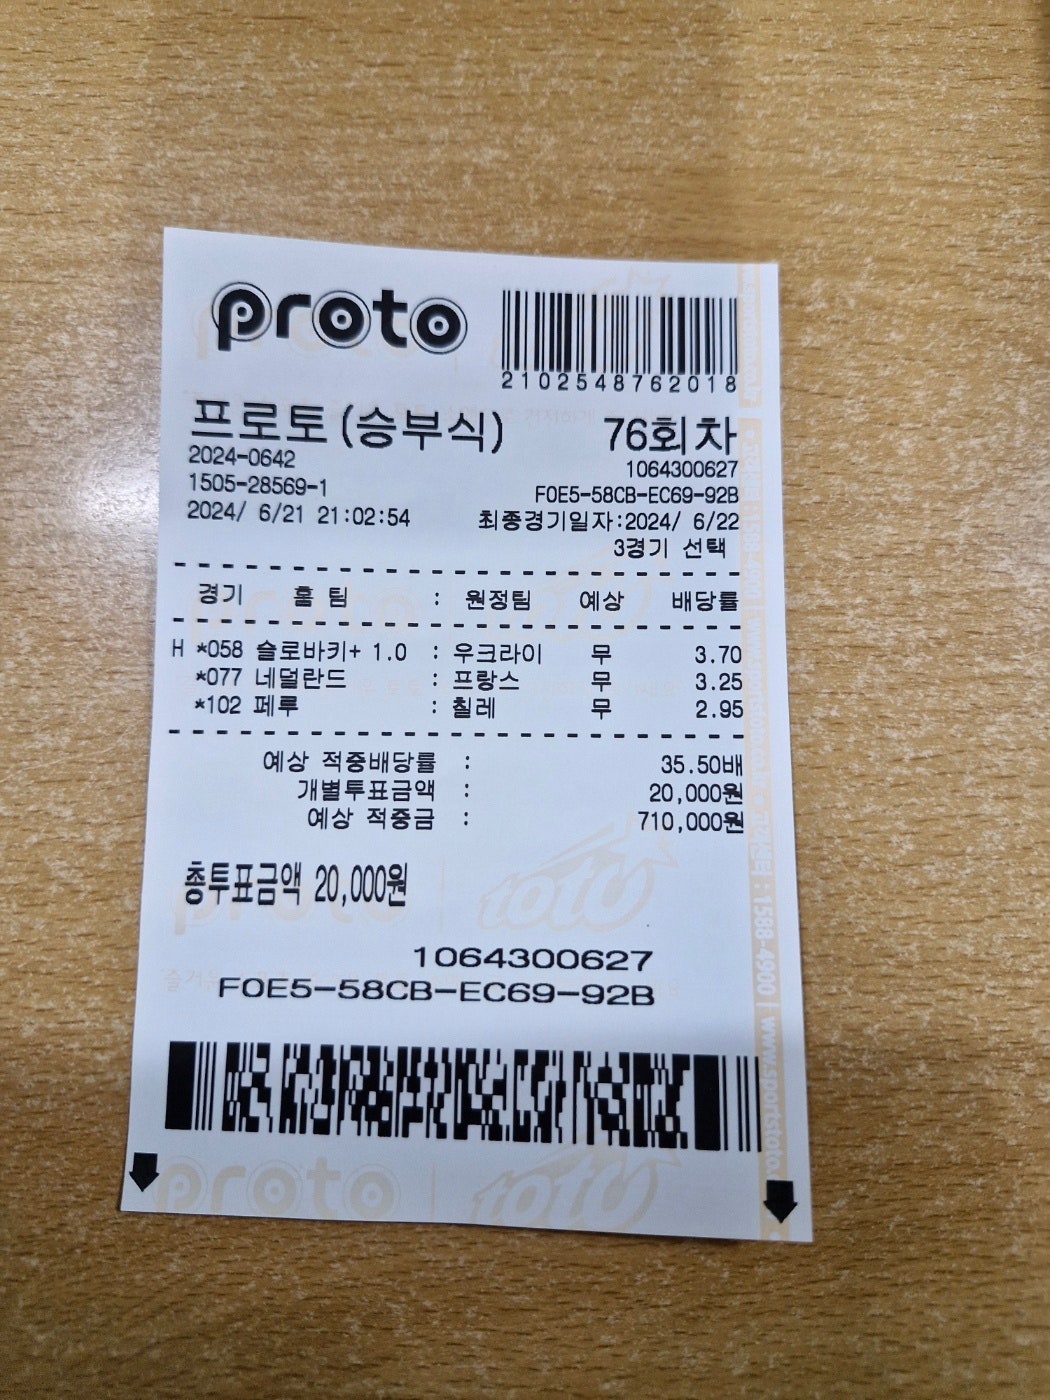 proto
2102548762018
프로토(승부식) 76회차
2024-0642 1064300627
1505-28569-1 F0E5-58CB-EC69-92B
2024/ 6/21 21:02:54 최종경기일자:2024/ 6/22
3경기 선택
경기 홈 팀 : 원정팀 예상 배당률
H *058 슬로바키+ 1.0 : 우크라이 무 3.70
*077 네덜란드 : 프랑스 무 3.25
*102 페루 : 칠레 무 2.95
예상 적중배당률 : 35.50배
개별투표금액 : 20,000원
예상 적중금 : 710,000원
총투표금액 20,000원
proto toto
1064300627
F0E5-58CB-EC69-92B
proto toto
1588-4900